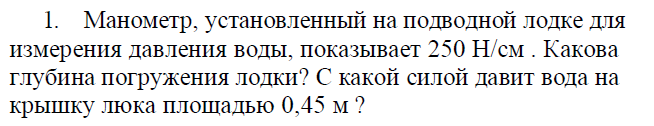 1. Манометр, установленный на подводной лодке для
измерения давления воды, показывает 250 Н/см . Какова
глубина погружения лодки? С какой силой давит вода на
крышку люка площадью 0,45 м ?